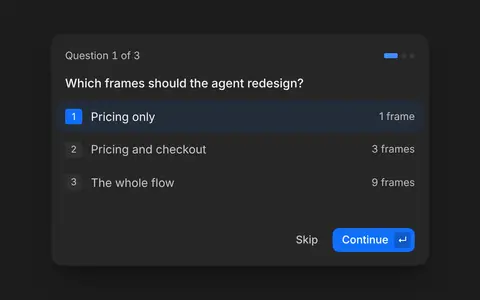 Question 1 of 3
Which frames should the agent redesign?
1 Pricing only 1 frame
2 Pricing and checkout 3 frames
3 The whole flow 9 frames
Skip Continue ↵